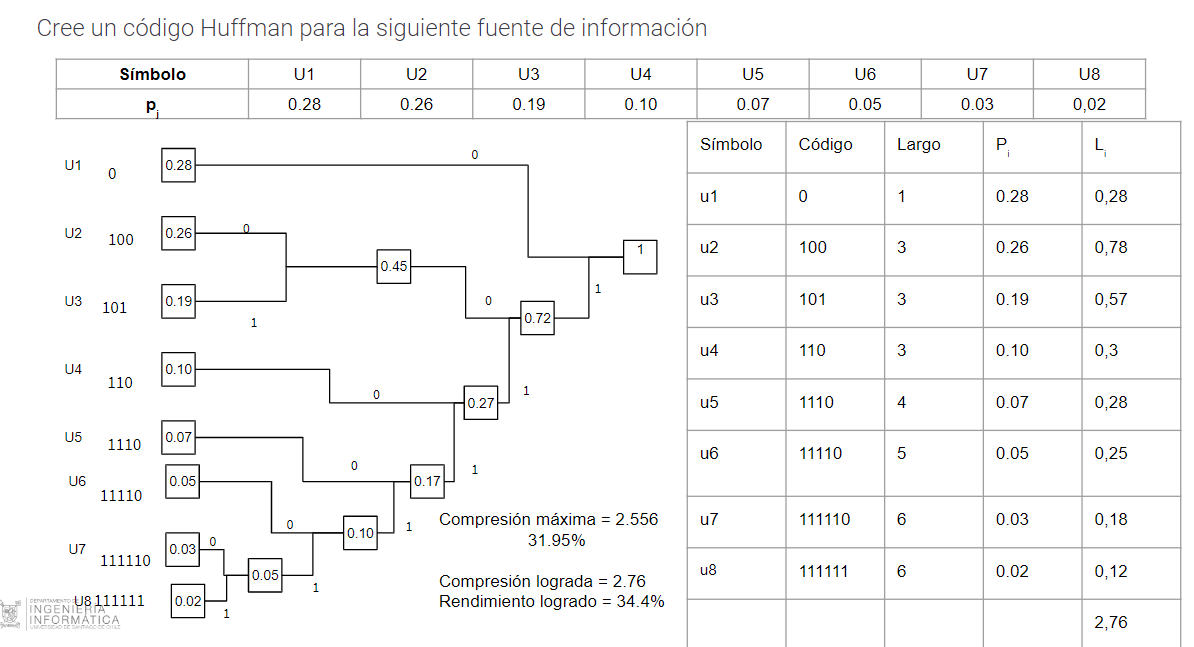 Cree un código Huffman para la siguiente fuente de información
Símbolo U1 U2 U3 U4 U5 U6 U7 U8
pj 0.28 0.26 0.19 0.10 0.07 0.05 0.03 0,02
U1 0 0.28 0
U2 100 0.26 0
0.45
1
U3 101 0.19 1
0 1
0.72
U4 110 0.10 0
0.27 1
U5 1110 0.07 0
1
U6 11110 0.05 0.17
0 0.10 1
U7 111110 0.03 0
0.05 1
U8 111111 0.02 1
Compresión máxima = 2.556
31.95%
Compresión lograda = 2.76
Rendimiento logrado = 34.4%
Símbolo Código Largo Pi Li
u1 0 1 0.28 0,28
u2 100 3 0.26 0,78
u3 101 3 0.19 0,57
u4 110 3 0.10 0,3
u5 1110 4 0.07 0,28
u6 11110 5 0.05 0,25
u7 111110 6 0.03 0,18
u8 111111 6 0.02 0,12
2,76
DEPARTAMENTO DE
INGENIERÍA
INFORMÁTICA
UNIVERSIDAD DE SANTIAGO DE CHILE